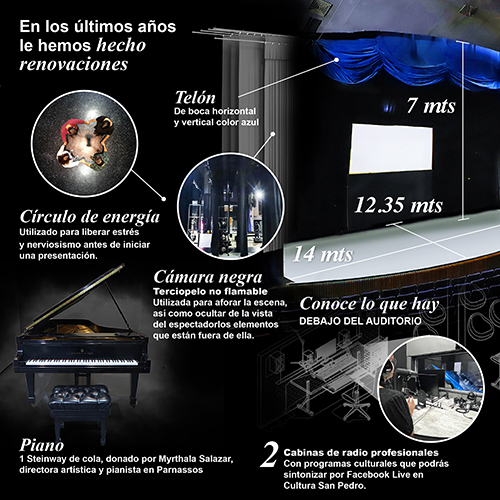 En los últimos años
le hemos hecho
renovaciones
Telón
De boca horizontal
y vertical color azul
7 mts
12.35 mts
14 mts
Círculo de energía
Utilizado para liberar estrés
y nerviosismo antes de iniciar
una presentación.
Cámara negra
Terciopelo no flamable
Utilizada para aforar la escena,
asi como ocultar de la vista
del espectadorlos elementos
que están fuera de ella.
Conoce lo que hay
DEBAJO DEL AUDITORIO
Piano
1 Steinway de cola, donado por Myrthala Salazar,
directora artística y pianista en Parnassos
2 Cabinas de radio profesionales
Con programas culturales que podrás
sintonizar por Facebook Live en
Cultura San Pedro.